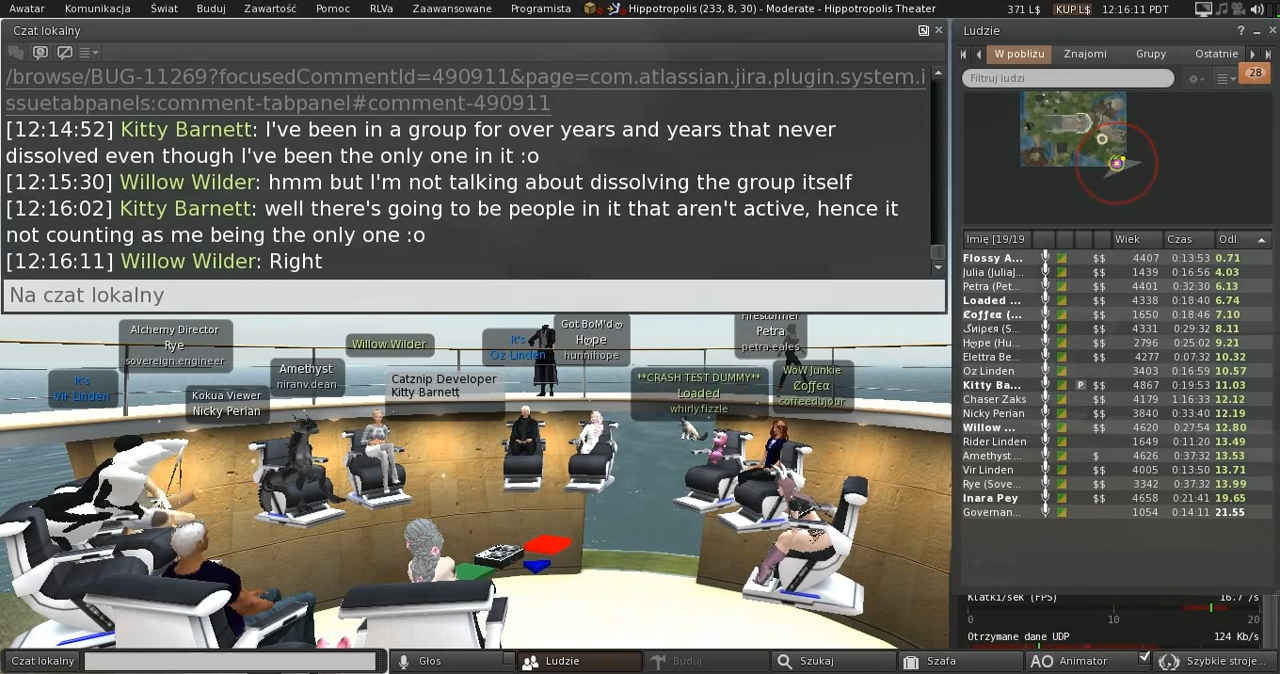 Awatar Komunikacja Świat Buduj Zawartość Pomoc RLVa Zaawansowane Programista Hippotropolis (233, 8, 30) - Moderate - Hippotropolis Theater 371 L$ KUP L$ 12:16:11 PDT
Czat lokalny
/browse/BUG-11269?focusedCommentId=490911&page=com.atlassian.jira.plugin.system.i
ssuetabpanels:comment-tabpanel#comment-490911
[12:14:52] Kitty Barnett: I've been in a group for over years and years that never
dissolved even though I've been the only one in it :o
[12:15:30] Willow Wilder: hmm but I'm not talking about dissolving the group itself
[12:16:02] Kitty Barnett: well there's going to be people in it that aren't active, hence it
not counting as me being the only one :o
[12:16:11] Willow Wilder: Right
Na czat lokalny
Alchemy Director
Rye
sovereign.engineer
Willow Wilder
It's
Oz Linden
Got BoM'd ღ
Hღpe
hunnihope
Firestormer
Petra
petra.eales
It's
Vir Linden
Amethyst
niranv.dean
Kokua Viewer
Nicky Perian
Catznip Developer
Kitty Barnett
**CRASH TEST DUMMY**
Loaded
whirly.fizzle
WoW Junkie
Cσffєα
coffeedujour
Ludzie
W pobliżu Znajomi Grupy Ostatnie
Filtruj ludzi
28
Imię [19/19 Wiek Czas Odl.
Flossy A... $$ 4407 0:13:53 0.71
Julia (JuliaJ... $$ 1439 0:16:56 4.03
Petra (Pet... $$ 4401 0:32:30 6.13
Loaded ... $$ 4338 0:18:40 6.74
$$ 1650 0:18:46 7.10
$$ 4331 0:29:32 8.11
Hღpe (Hu... $$ 2796 0:25:02 9.21
Elettra Be... $$ 4277 0:07:32 10.32
Oz Linden $$ 3403 0:16:59 10.57
Kitty Ba... P $$ 4867 0:19:53 11.03
Chaser Zaks $$ 4179 1:16:33 12.12
Nicky Perian $$ 3840 0:33:40 12.19
Willow ... $$ 4620 0:27:54 12.80
Rider Linden 1649 0:11:20 13.49
Amethyst ... $ 4626 0:37:32 13.53
Vir Linden $$ 4005 0:13:50 13.71
Rye (Sove... $$ 3342 0:37:32 13.99
Inara Pey $$ 4658 0:21:41 19.65
Governan... 1054 0:14:11 21.55
Klatki/sek (FPS) 16.7 /s
0 10 20
Otrzymane dane UDP 124 Kb/s
Czat lokalny Głos Ludzie Buduj Szukaj Szafa AO Animator Szybkie stroje...